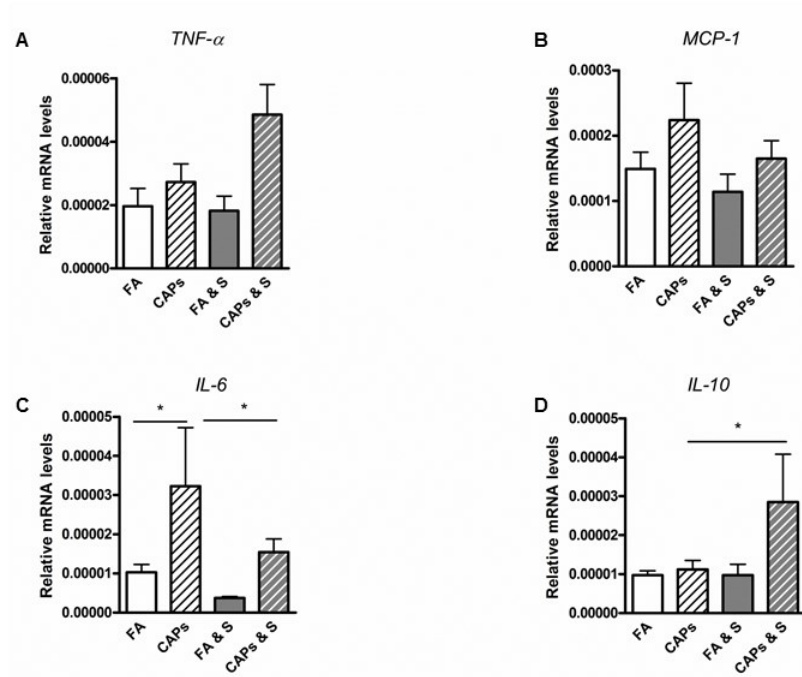 A
TNF-α
Relative mRNA levels
0.00006
0.00004
0.00002
0.00000
FA
CAPs
FA & S
CAPs & S
B
MCP-1
Relative mRNA levels
0.0003
0.0002
0.0001
0.0000
FA
CAPs
FA & S
CAPs & S
C
IL-6
Relative mRNA levels
0.00005
0.00004
0.00003
0.00002
0.00001
0.00000
*
*
FA
CAPs
FA & S
CAPs & S
D
IL-10
Relative mRNA levels
0.00005
0.00004
0.00003
0.00002
0.00001
0.00000
*
FA
CAPs
FA & S
CAPs & S